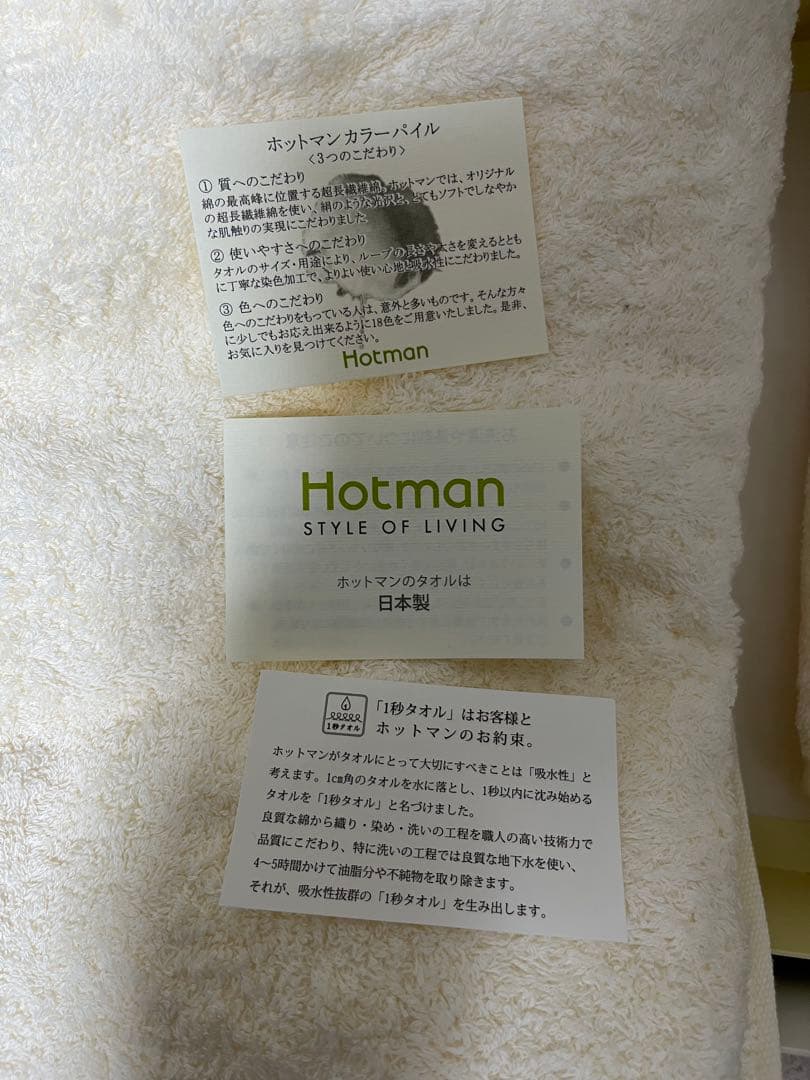 ホットマンカラーパイル
〈3つのこだわり〉
① 質へのこだわり
綿の最高峰に位置する超長繊維綿。ホットマンでは、オリジナル
の超長繊維綿を使い、絹のような光沢と、とてもソフトでしなやか
な肌触りの実現にこだわりました。
② 使いやすさへのこだわり
タオルのサイズ・用途により、ループの長さや太さを変えるととも
に丁寧な染色加工で、よりよい使い心地と吸水性にこだわりました。
③ 色へのこだわり
色へのこだわりをもっている人は、意外と多いものです。そんな方々
に少しでもお応え出来るように18色をご用意いたしました。是非、
お気に入りを見つけてください。
Hotman
Hotman
STYLE OF LIVING
ホットマンのタオルは
日本製
1秒タオル
「1秒タオル」はお客様と
ホットマンのお約束。
ホットマンがタオルにとって大切にすべきことは「吸水性」と
考えます。1cm角のタオルを水に落とし、1秒以内に沈み始める
タオルを「1秒タオル」と名づけました。
良質な綿から織り・染め・洗いの工程を職人の高い技術力で
品質にこだわり、特に洗いの工程では良質な地下水を使い、
4〜5時間かけて油脂分や不純物を取り除きます。
それが、吸水性抜群の「1秒タオル」を生み出します。